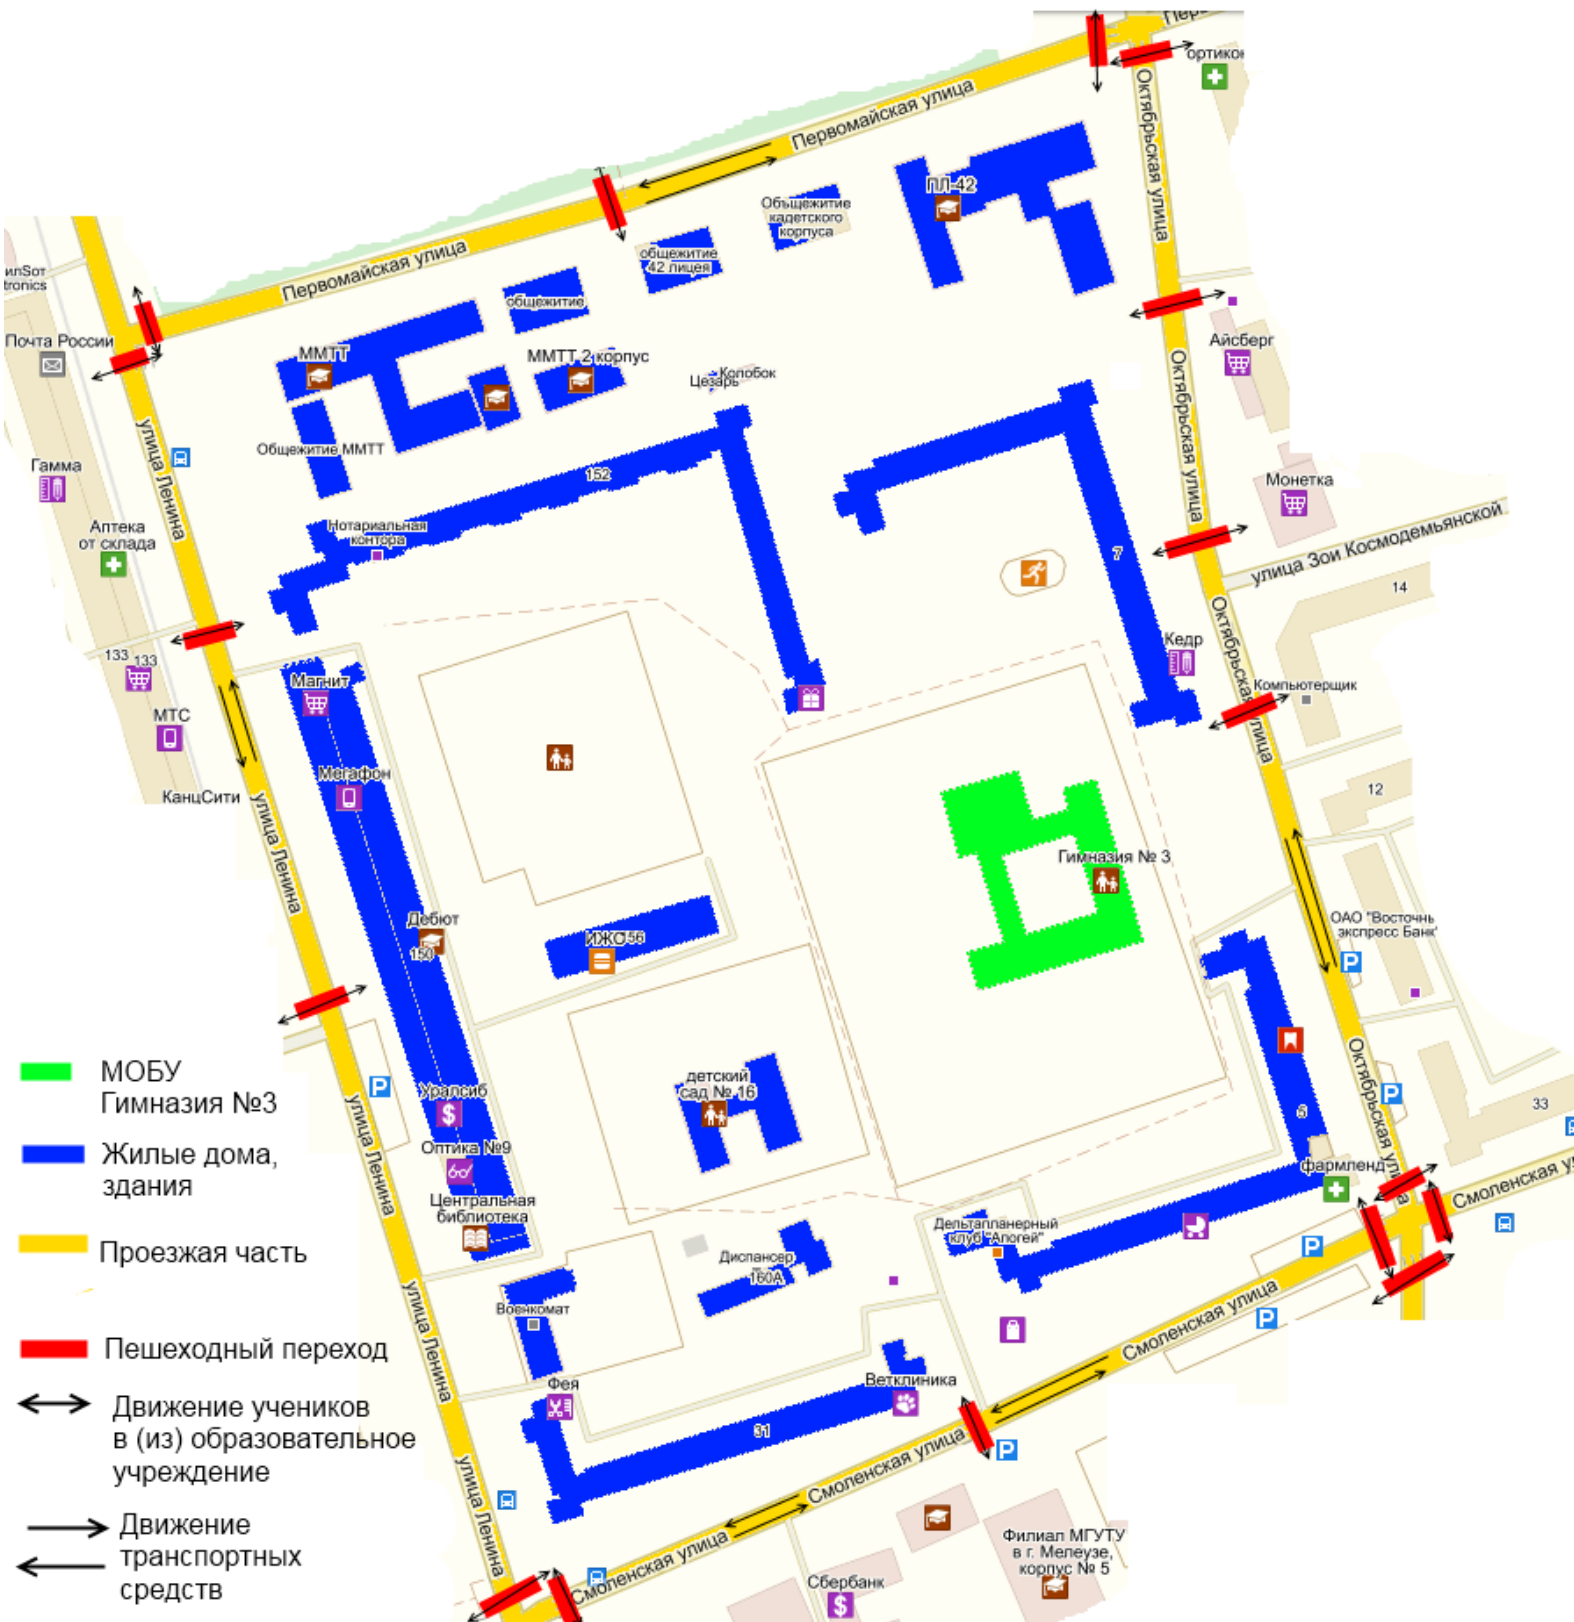 Первомайская улица
Первомайская улица
Октябрьская улица
Октябрьская улица
Октябрьская улица
Октябрьская улица
ПЛ-42
Общежитие
кадетского
корпуса
общежитие
42 лицея
общежитие
ММТТ
ММТТ 2 корпус
Цезарь
Колобок
Общежитие ММТТ
152
Нотариальная
контора
Почта России
Гамма
Аптека
от склада
133
133
МТС
КанцСити
улица Ленина
улица Ленина
улица Ленина
улица Ленина
улица Ленина
Айсберг
Монетка
улица Зои Космодемьянской
14
7
Кедр
Компьютерщик
12
Магнит
Мегафон
Дебют
150
ИЖС
156
Гимназия № 3
ОАО "Восточнь
экспресс Банк"
P
P
P
33
5
фармленд
Смоленская
детский
сад № 16
Уралсиб
Оптика №9
Центральная
библиотека
Дельтапланерный
клуб "Апогей"
Диспансер
160А
Военкомат
Фея
Ветклиника
31
P
P
P
Смоленская улица
Смоленская улица
Смоленская улица
Филиал МГУТУ
в г. Мелеузе,
корпус № 5
Сбербанк
МОБУ
Гимназия №3
Жилые дома,
здания
Проезжая часть
Пешеходный переход
Движение учеников
в (из) образовательное
учреждение
Движение
транспортных
средств